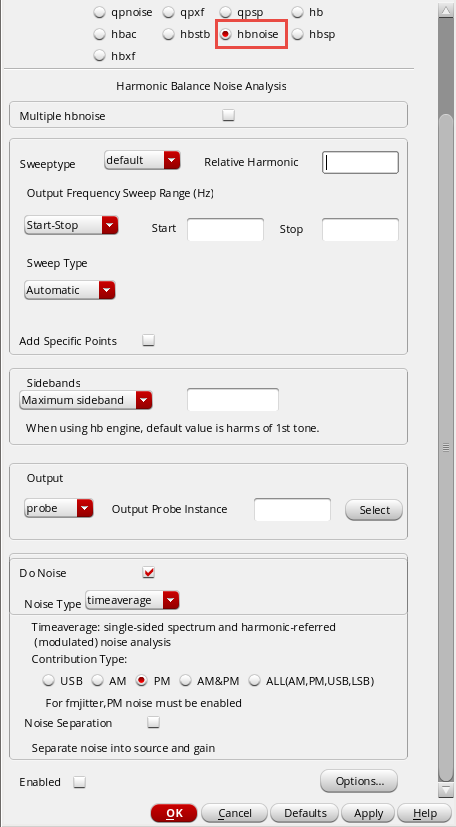 qpnoise qpxf qpsp hb
hbac hbstb hbnoise hbsp
hbxf
Harmonic Balance Noise Analysis
Multiple hbnoise
Sweeptype default Relative Harmonic
Output Frequency Sweep Range (Hz)
Start-Stop Start Stop
Sweep Type
Automatic
Add Specific Points
Sidebands
Maximum sideband
When using hb engine, default value is harms of 1st tone.
Output
probe Output Probe Instance Select
Do Noise
Noise Type timeaverage
Timeaverage: single-sided spectrum and harmonic-referred
(modulated) noise analysis
Contribution Type:
USB AM PM AM&PM ALL(AM,PM,USB,LSB)
For fmjitter,PM noise must be enabled
Noise Separation
Separate noise into source and gain
Enabled Options...
OK Cancel Defaults Apply Help